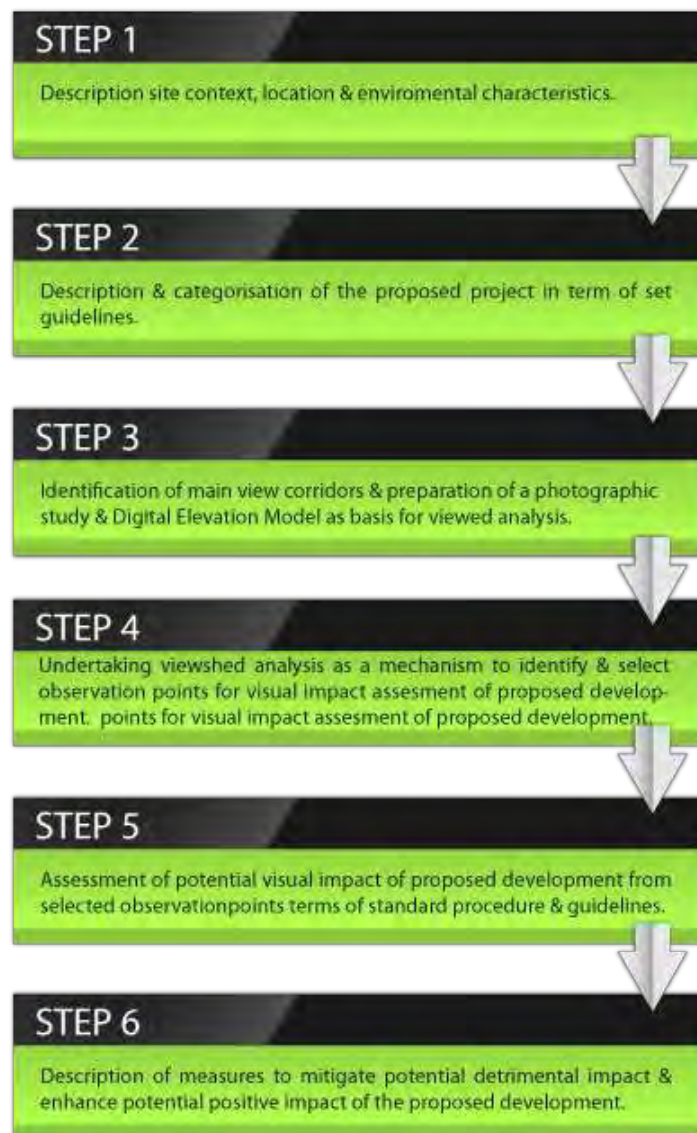 STEP 1
Description site context, location & enviromental characteristics.
STEP 2
Description & categorisation of the proposed project in term of set
guidelines.
STEP 3
Identification of main view corridors & preparation of a photographic
study & Digital Elevation Model as basis for viewed analysis.
STEP 4
Undertaking viewshed analysis as a mechanism to identify & select
observation points for visual impact assesment of proposed develop-
ment. points for visual impact assesment of proposed development.
STEP 5
Assessment of potential visual impact of proposed development from
selected observationpoints terms of standard procedure & guidelines.
STEP 6
Description of measures to mitigate potential detrimental impact &
enhance potential positive impact of the proposed development.